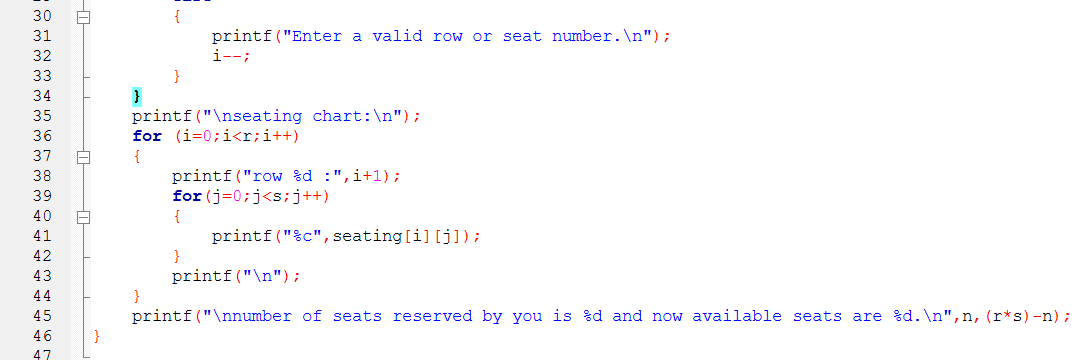 30 {
31 printf("Enter a valid row or seat number.\n");
32 i--;
33 }
34 }
35 printf("\nseating chart:\n");
36 for (i=0;i<r;i++)
37 {
38 printf("row %d :",i+1);
39 for(j=0;j<s;j++)
40 {
41 printf("%c",seating[i][j]);
42 }
43 printf("\n");
44 }
45 printf("\nnumber of seats reserved by you is %d and now available seats are %d.\n",n,(r*s)-n);
46 }
47